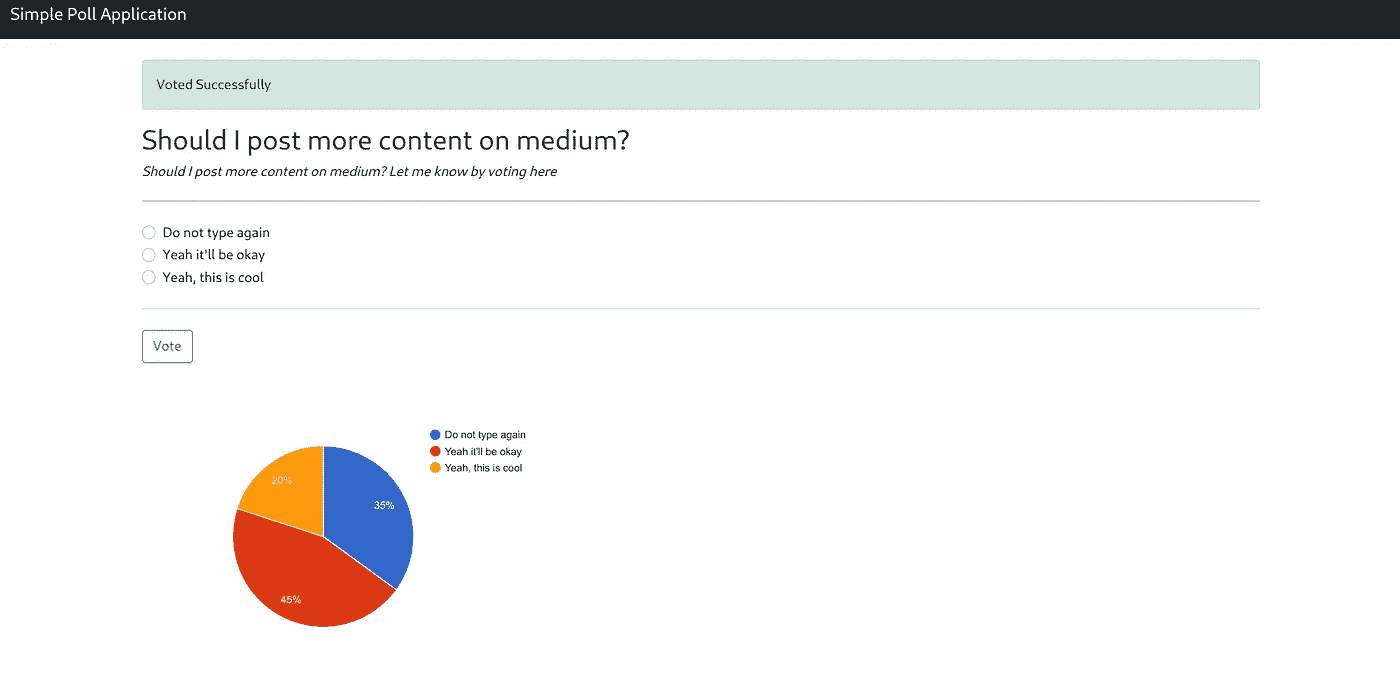 Simple Poll Application
Voted Successfully
Should I post more content on medium?
Should I post more content on medium? Let me know by voting here
Do not type again
Yeah it'll be okay
Yeah, this is cool
Vote
Do not type again
Yeah it'll be okay
Yeah, this is cool
20%
35%
45%